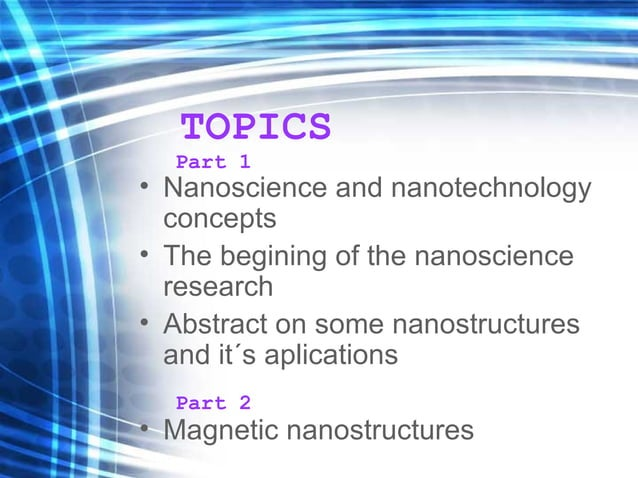 TOPICS
Part 1
• Nanoscience and nanotechnology
concepts
• The begining of the nanoscience
research
• Abstract on some nanostructures
and it´s aplications
Part 2
• Magnetic nanostructures